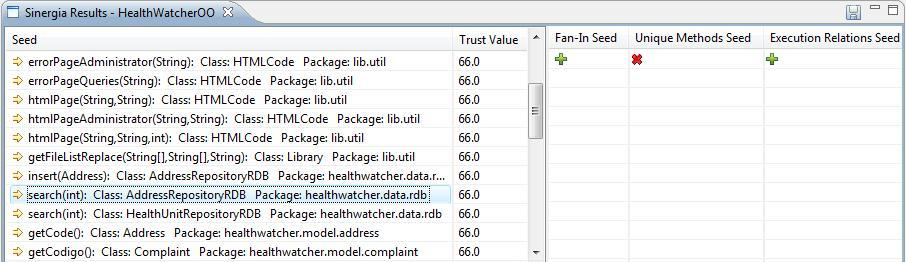 Sinergia Results - HealthWatcherOO
Seed Trust Value Fan-In Seed Unique Methods Seed Execution Relations Seed
errorPageAdministrator(String): Class: HTMLCode Package: lib.util 66.0
errorPageQueries(String): Class: HTMLCode Package: lib.util 66.0
htmlPage(String,String): Class: HTMLCode Package: lib.util 66.0
htmlPageAdministrator(String,String): Class: HTMLCode Package: lib.util 66.0
htmlPage(String,String,int): Class: HTMLCode Package: lib.util 66.0
getFileListReplace(String[],String[],String): Class: Library Package: lib.util 66.0
insert(Address): Class: AddressRepositoryRDB Package: healthwatcher.data.r... 66.0
search(int): Class: AddressRepositoryRDB Package: healthwatcher.data.rdb 66.0
search(int): Class: HealthUnitRepositoryRDB Package: healthwatcher.data.rdb 66.0
getCode(): Class: Address Package: healthwatcher.model.address 66.0
getCodigo(): Class: Complaint Package: healthwatcher.model.complaint 66.0